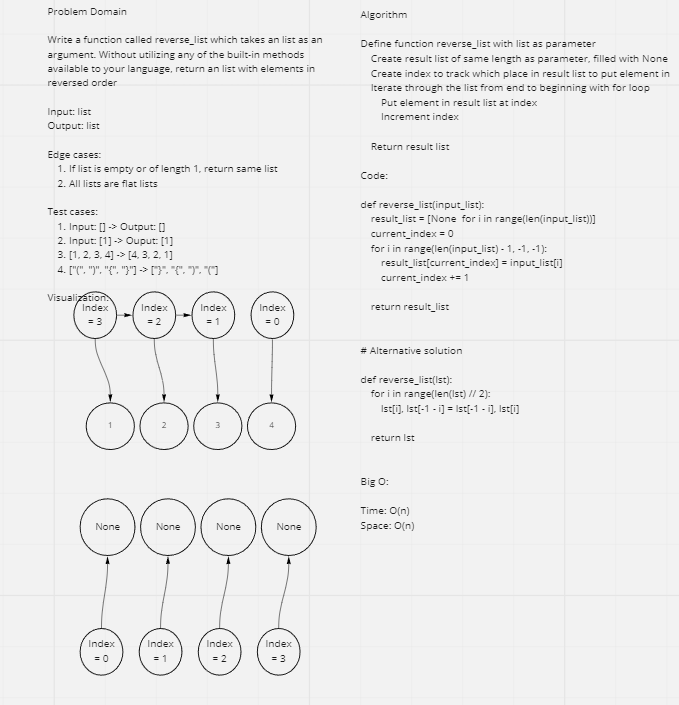 Problem Domain
Write a function called reverse_list which takes an list as an
argument. Without utilizing any of the built-in methods
available to your language, return an list with elements in
reversed order
Input: list
Output: list
Edge cases:
1. If list is empty or of length 1, return same list
2. All lists are flat lists
Test cases:
1. Input: [] -> Output: []
2. Input: [1] -> Ouput: [1]
3. [1, 2, 3, 4] -> [4, 3, 2, 1]
4. ["(", ")", "{", "}"] -> ["}", "{", ")", "("]
Visualization:
Index
= 3
Index
= 2
Index
= 1
Index
= 0
1
2
3
4
None
None
None
None
Index
= 0
Index
= 1
Index
= 2
Index
= 3
Algorithm
Define function reverse_list with list as parameter
Create result list of same length as parameter, filled with None
Create index to track which place in result list to put element in
Iterate through the list from end to beginning with for loop
Put element in result list at index
Increment index
Return result list
Code:
def reverse_list(input_list):
result_list = [None for i in range(len(input_list))]
current_index = 0
for i in range(len(input_list) - 1, -1, -1):
result_list[current_index] = input_list[i]
current_index += 1
return result_list
# Alternative solution
def reverse_list(lst):
for i in range(len(lst) // 2):
lst[i], lst[-1 - i] = lst[-1 - i], lst[i]
return lst
Big O:
Time: O(n)
Space: O(n)